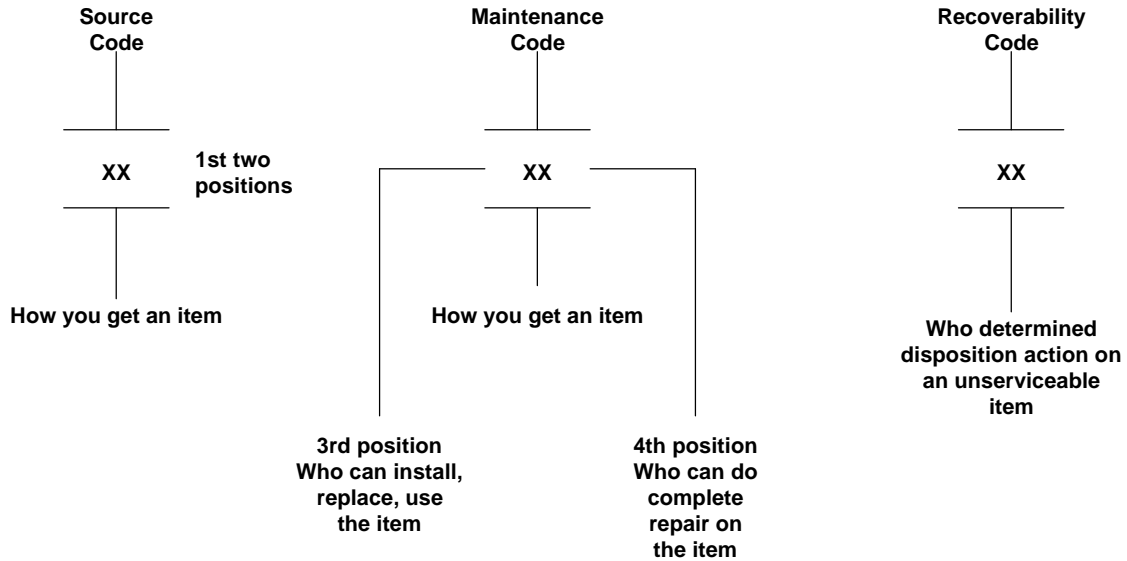 Source
Code
Maintenance
Code
Recoverability
Code
XX
1st two
positions
XX
XX
How you get an item
How you get an item
Who determined
disposition action on
an unserviceable
item
3rd position
Who can install,
replace, use
the item
4th position
Who can do
complete
repair on
the item